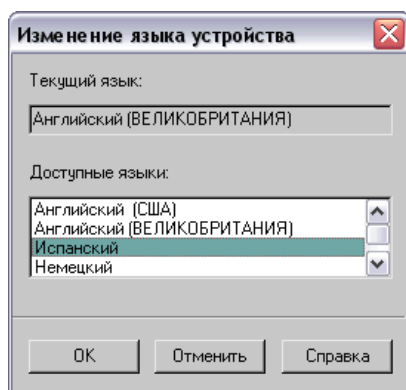 Изменение языка устройства
Текущий язык:
Английский (ВЕЛИКОБРИТАНИЯ)
Доступные языки:
Английский (США)
Английский (ВЕЛИКОБРИТАНИЯ)
Испанский
Немецкий
OK Отменить Справка